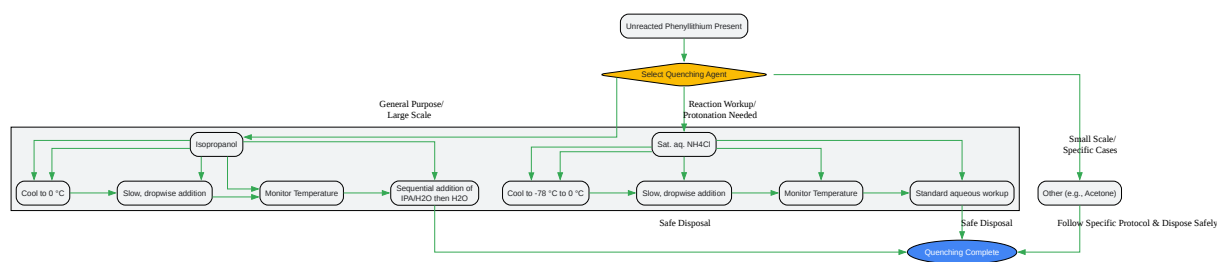 Unreacted Phenyllithium Present
Select Quenching Agent
General Purpose/
Large Scale
Reaction Workup/
Protonation Needed
Small Scale/
Specific Cases
Isopropanol
Sat. aq. NH4Cl
Cool to 0 °C
Slow, dropwise addition
Monitor Temperature
Sequential addition of
IPA/H2O then H2O
Cool to -78 °C to 0 °C
Slow, dropwise addition
Monitor Temperature
Standard aqueous workup
Other (e.g., Acetone)
Safe Disposal
Safe Disposal
Follow Specific Protocol & Dispose Safely
Quenching Complete